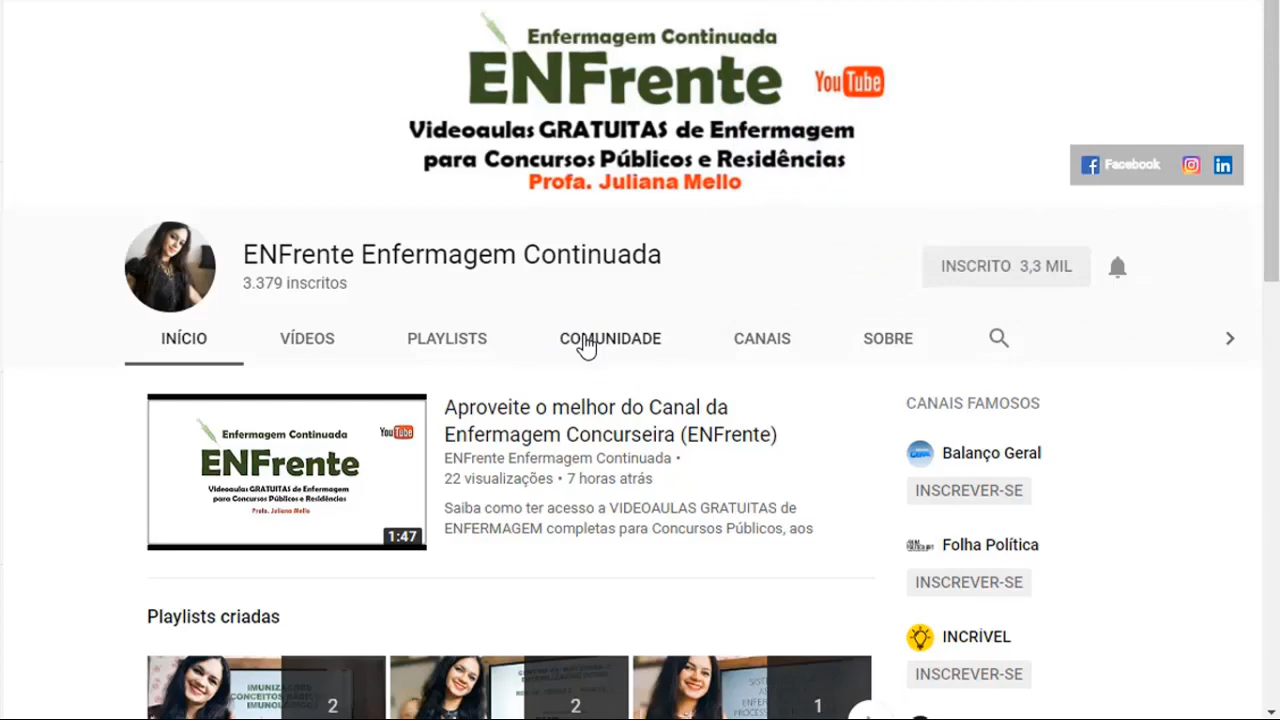 Enfermagem Continuada
ENFrente
YouTube
Videoaulas GRATUITAS de Enfermagem
para Concursos Públicos e Residências
Profa. Juliana Mello
Facebook
ENFrente Enfermagem Continuada
3.379 inscritos
INSCRITO 3,3 MIL
INÍCIO VÍDEOS PLAYLISTS COMUNIDADE CANAIS SOBRE
Enfermagem Continuada
YouTube
ENFrente
Videoaulas GRATUITAS de Enfermagem
para Concursos Públicos e Residências
Profa. Juliana Mello
1:47
Aproveite o melhor do Canal da
Enfermagem Concurseira (ENFrente)
ENFrente Enfermagem Continuada •
22 visualizações • 7 horas atrás
Saiba como ter acesso a VIDEOAULAS GRATUITAS de
ENFERMAGEM completas para Concursos Públicos, aos
CANAIS FAMOSOS
Balanço Geral
INSCREVER-SE
Folha Política
INSCREVER-SE
INCRÍVEL
INSCREVER-SE
Playlists criadas
2
2
1